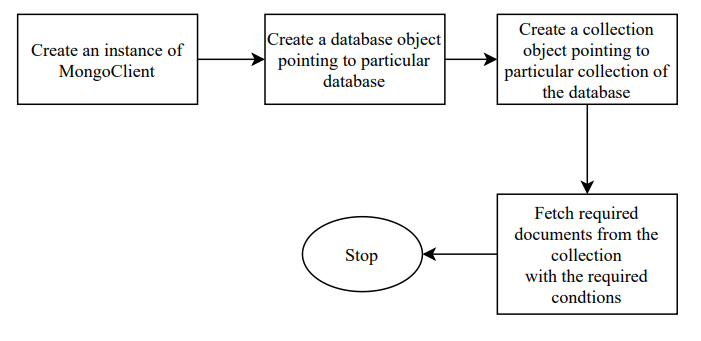 Create an instance of
MongoClient
Create a database object
pointing to particular
database
Create a collection
object pointing to
particular collection of
the database
Fetch required
documents from the
collection
with the required
condtions
Stop